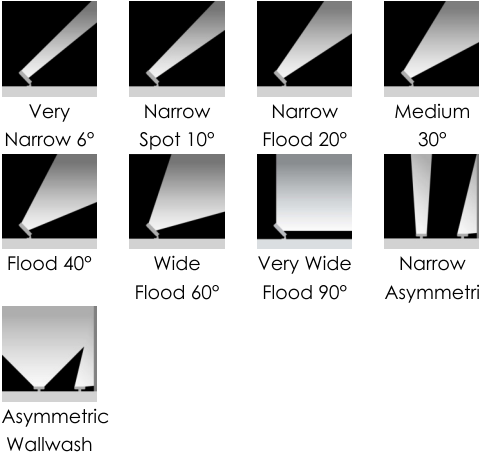 Very
Narrow 6°
Narrow
Spot 10°
Narrow
Flood 20°
Medium
30°
Flood 40°
Wide
Flood 60°
Very Wide
Flood 90°
Narrow
Asymmetri
Asymmetric
Wallwash